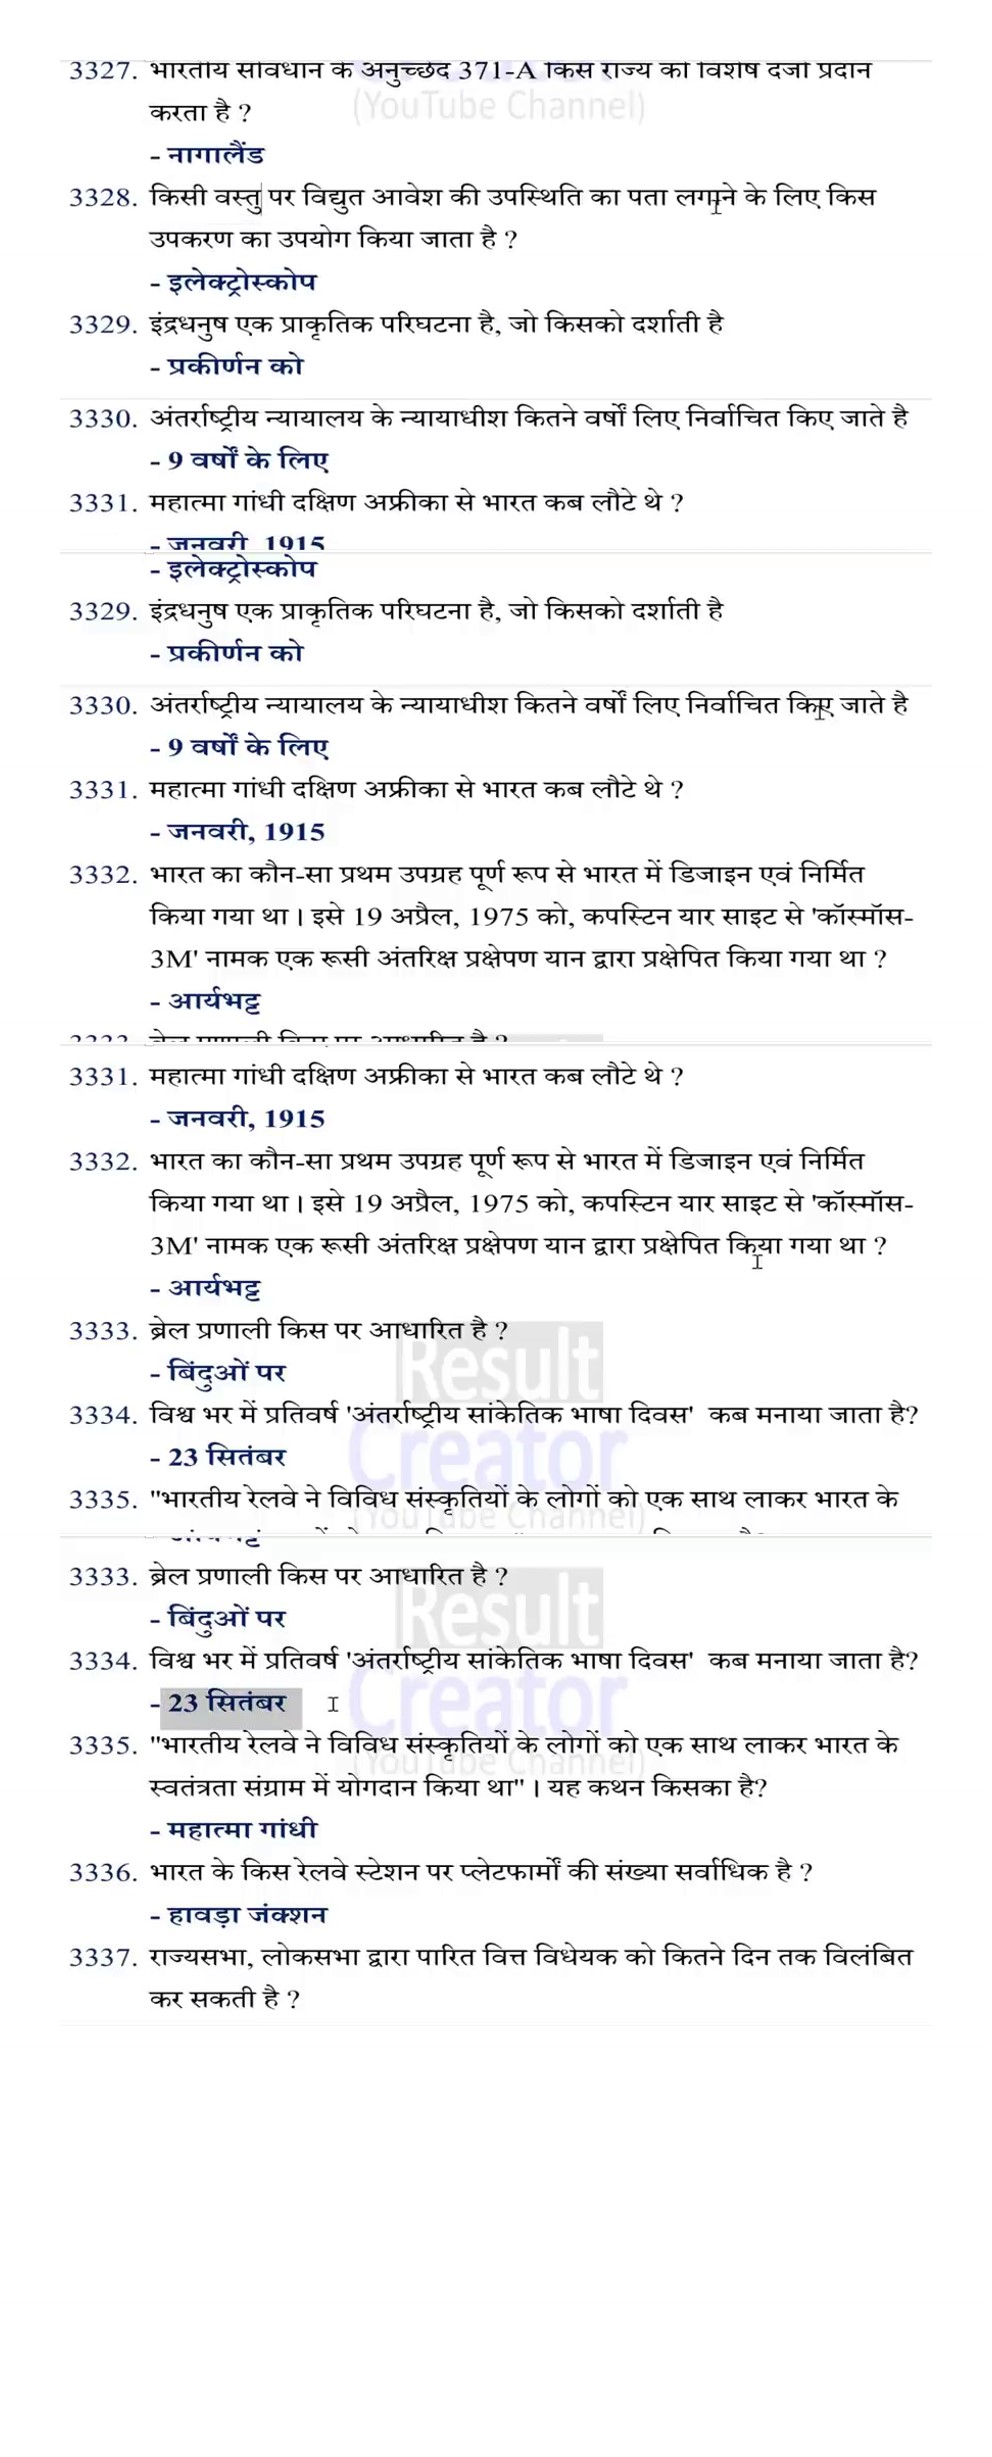 3327. भारतीय संविधान के अनुच्छेद 371-A किस राज्य को विशेष दर्जा प्रदान
(YouTube Channel)
करता है ?
- नागालैंड
3328. किसी वस्तु पर विद्युत आवेश की उपस्थिति का पता लगाने के लिए किस
उपकरण का उपयोग किया जाता है ?
- इलेक्ट्रोस्कोप
3329. इंद्रधनुष एक प्राकृतिक परिघटना है, जो किसको दर्शाती है
- प्रकीर्णन को
3330. अंतर्राष्ट्रीय न्यायालय के न्यायाधीश कितने वर्षों लिए निर्वाचित किए जाते है
- 9 वर्षों के लिए
3331. महात्मा गांधी दक्षिण अफ्रीका से भारत कब लौटे थे ?
- जनवरी, 1915
- इलेक्ट्रोस्कोप
3329. इंद्रधनुष एक प्राकृतिक परिघटना है, जो किसको दर्शाती है
- प्रकीर्णन को
3330. अंतर्राष्ट्रीय न्यायालय के न्यायाधीश कितने वर्षों लिए निर्वाचित किए जाते है
- 9 वर्षों के लिए
3331. महात्मा गांधी दक्षिण अफ्रीका से भारत कब लौटे थे ?
- जनवरी, 1915
3332. भारत का कौन-सा प्रथम उपग्रह पूर्ण रूप से भारत में डिजाइन एवं निर्मित
किया गया था । इसे 19 अप्रैल, 1975 को, कपस्टिन यार साइट से 'कॉस्मॉस-
3M' नामक एक रूसी अंतरिक्ष प्रक्षेपण यान द्वारा प्रक्षेपित किया गया था ?
- आर्यभट्ट
3333. ब्रेल प्रणाली किस पर आधारित है ?
3331. महात्मा गांधी दक्षिण अफ्रीका से भारत कब लौटे थे ?
- जनवरी, 1915
3332. भारत का कौन-सा प्रथम उपग्रह पूर्ण रूप से भारत में डिजाइन एवं निर्मित
किया गया था । इसे 19 अप्रैल, 1975 को, कपस्टिन यार साइट से 'कॉस्मॉस-
3M' नामक एक रूसी अंतरिक्ष प्रक्षेपण यान द्वारा प्रक्षेपित किया गया था ?
- आर्यभट्ट
3333. ब्रेल प्रणाली किस पर आधारित है ?
Result
- बिंदुओं पर
3334. विश्व भर में प्रतिवर्ष 'अंतर्राष्ट्रीय सांकेतिक भाषा दिवस' कब मनाया जाता है?
Creator
- 23 सितंबर
3335. "भारतीय रेलवे ने विविध संस्कृतियों के लोगों को एक साथ लाकर भारत के
(YouTube Channel)
3333. ब्रेल प्रणाली किस पर आधारित है ?
Result
- बिंदुओं पर
3334. विश्व भर में प्रतिवर्ष 'अंतर्राष्ट्रीय सांकेतिक भाषा दिवस' कब मनाया जाता है?
Creator
- 23 सितंबर
3335. "भारतीय रेलवे ने विविध संस्कृतियों के लोगों को एक साथ लाकर भारत के
(YouTube Channel)
स्वतंत्रता संग्राम में योगदान किया था" । यह कथन किसका है?
- महात्मा गांधी
3336. भारत के किस रेलवे स्टेशन पर प्लेटफार्मों की संख्या सर्वाधिक है ?
- हावड़ा जंक्शन
3337. राज्यसभा, लोकसभा द्वारा पारित वित्त विधेयक को कितने दिन तक विलंबित
कर सकती है ?